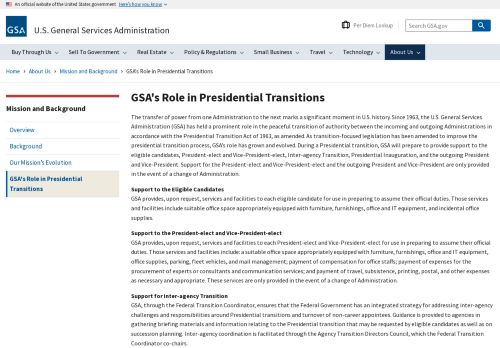 An official website of the United States government Here's how you know
GSA
U.S. General Services Administration
Per Diem Lookup
Search GSA.gov
Buy Through Us Sell To Government Real Estate Policy & Regulations Small Business Travel Technology About Us
Home About Us Mission and Background GSA's Role in Presidential Transitions
Mission and Background
Overview
Background
Our Mission's Evolution
GSA's Role in Presidential
Transitions
GSA's Role in Presidential Transitions
The transfer of power from one Administration to the next marks a significant moment in U.S. history. Since 1963, the U.S. General Services
Administration (GSA) has held a prominent role in the peaceful transition of authority between the incoming and outgoing Administrations in
accordance with the Presidential Transition Act of 1963, as amended. As transition-focused legislation has been amended to improve the
presidential transition process, GSA's role has grown and evolved. During a Presidential transition, GSA will prepare to provide support to the
eligible candidates, President-elect and Vice-President-elect, Inter-agency Transition, Presidential Inauguration, and the outgoing President
and Vice-President. Support for the President-elect and Vice-President-elect and the outgoing President and Vice-President are only provided
in the event of a change of Administration.
Support to the Eligible Candidates
GSA provides, upon request, services and facilities to each eligible candidate for use in preparing to assume their official duties. Those services
and facilities include suitable office space appropriately equipped with furniture, furnishings, office and IT equipment, and incidental office
supplies.
Support to the President-elect and Vice-President-elect
GSA provides, upon request, services and facilities to each President-elect and Vice-President-elect for use in preparing to assume their official
duties. Those services and facilities include: a suitable office space appropriately equipped with furniture, furnishings, office and IT equipment,
office supplies, parking, fleet vehicles, and mail management; payment of compensation for office staffs; payment of expenses for the
procurement of experts or consultants and communication services; and payment of travel, subsistence, printing, postal, and other expenses
as necessary and appropriate. These services are only provided in the event of a change of Administration.
Support for Inter-agency Transition
GSA, through the Federal Transition Coordinator, ensures that the Federal Government has an integrated strategy for addressing inter-agency
challenges and responsibilities around Presidential transitions and turnover of non-career appointees. Guidance is provided to agencies in
gathering briefing materials and information relating to the Presidential transition that may be requested by eligible candidates as well as on
succession planning. Inter-agency coordination is facilitated through the Agency Transition Directors Council, which the Federal Transition
Coordinator co-chairs.